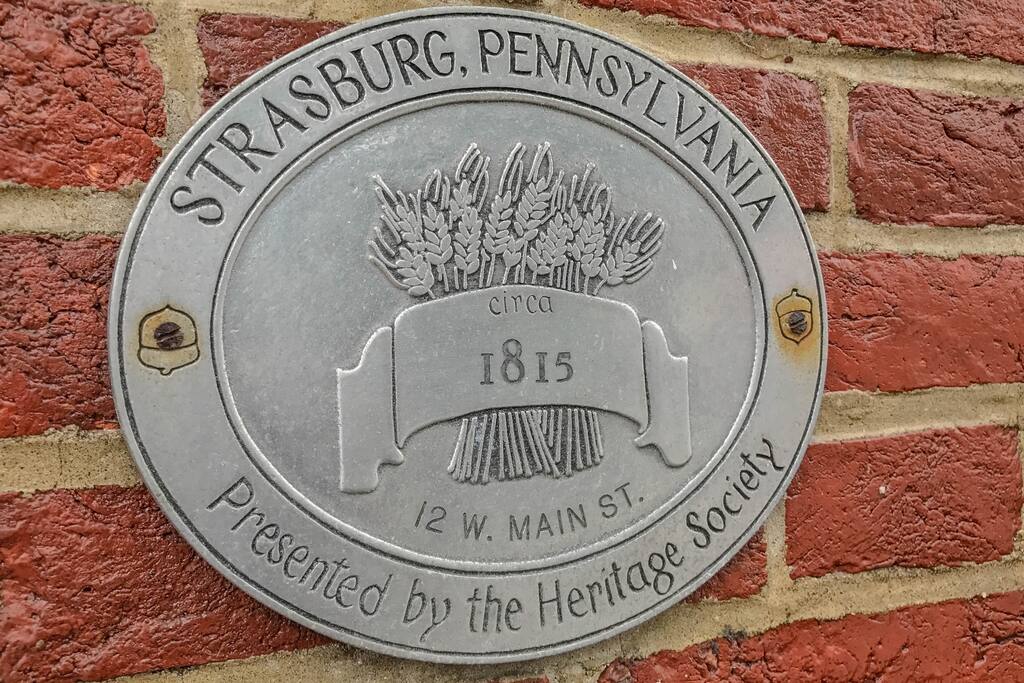 STRASBURG, PENNSYLVANIA
circa
1815
12 W. MAIN ST.
Presented by the Heritage Society